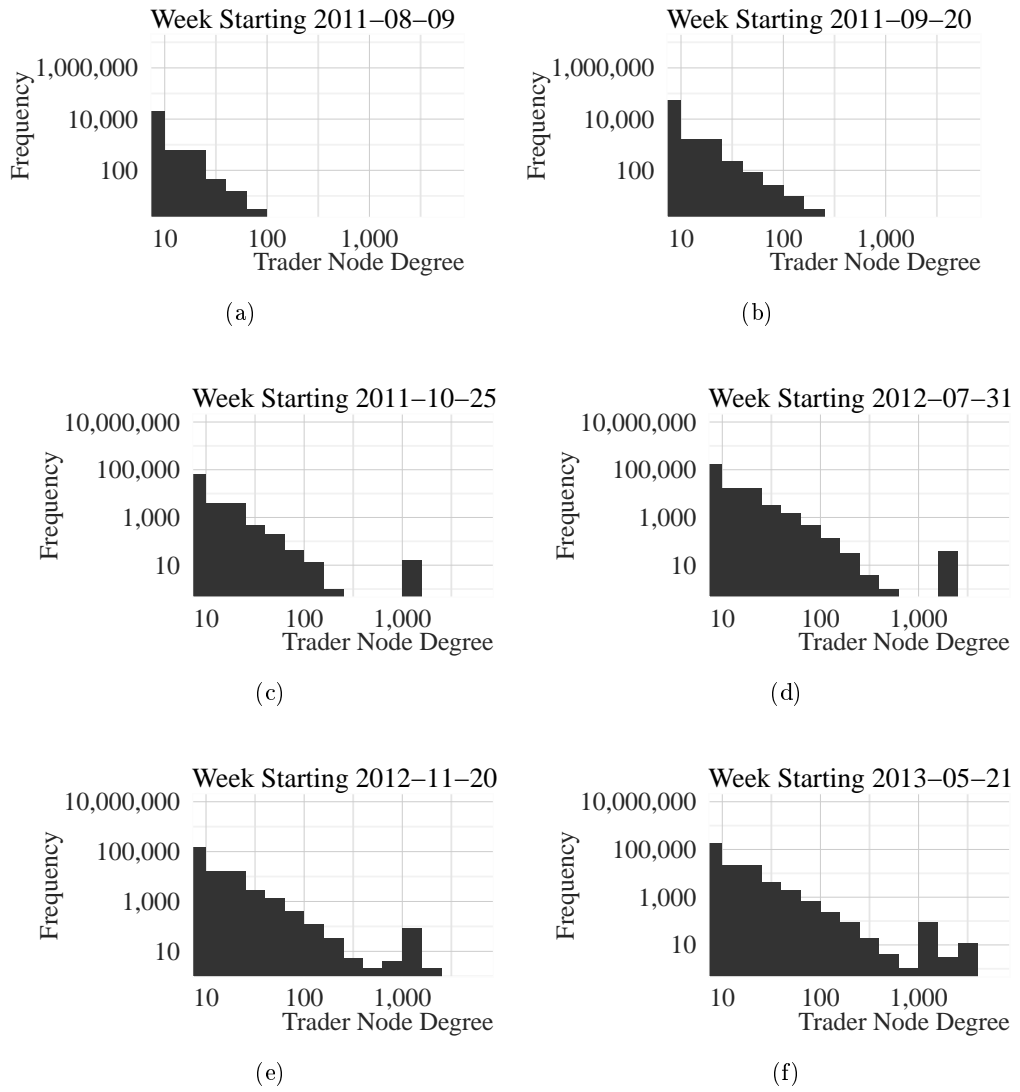 Week Starting 2011–08–09
Frequency
1,000,000
10,000
100
10 100 1,000
Trader Node Degree
(a)
Week Starting 2011–09–20
Frequency
1,000,000
10,000
100
10 100 1,000
Trader Node Degree
(b)
Week Starting 2011–10–25
Frequency
10,000,000
100,000
1,000
10
10 100 1,000
Trader Node Degree
(c)
Week Starting 2012–07–31
Frequency
10,000,000
100,000
1,000
10
10 100 1,000
Trader Node Degree
(d)
Week Starting 2012–11–20
Frequency
10,000,000
100,000
1,000
10
10 100 1,000
Trader Node Degree
(e)
Week Starting 2013–05–21
Frequency
10,000,000
100,000
1,000
10
10 100 1,000
Trader Node Degree
(f)